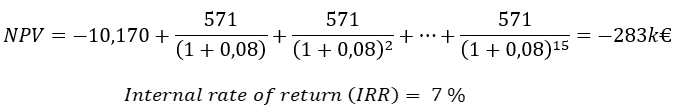 NPV = −10,170 + 571/(1 + 0,08) + 571/(1 + 0,08)² + ⋯ + 571/(1 + 0,08)¹⁵ = −283k€
Internal rate of return (IRR) = 7 %